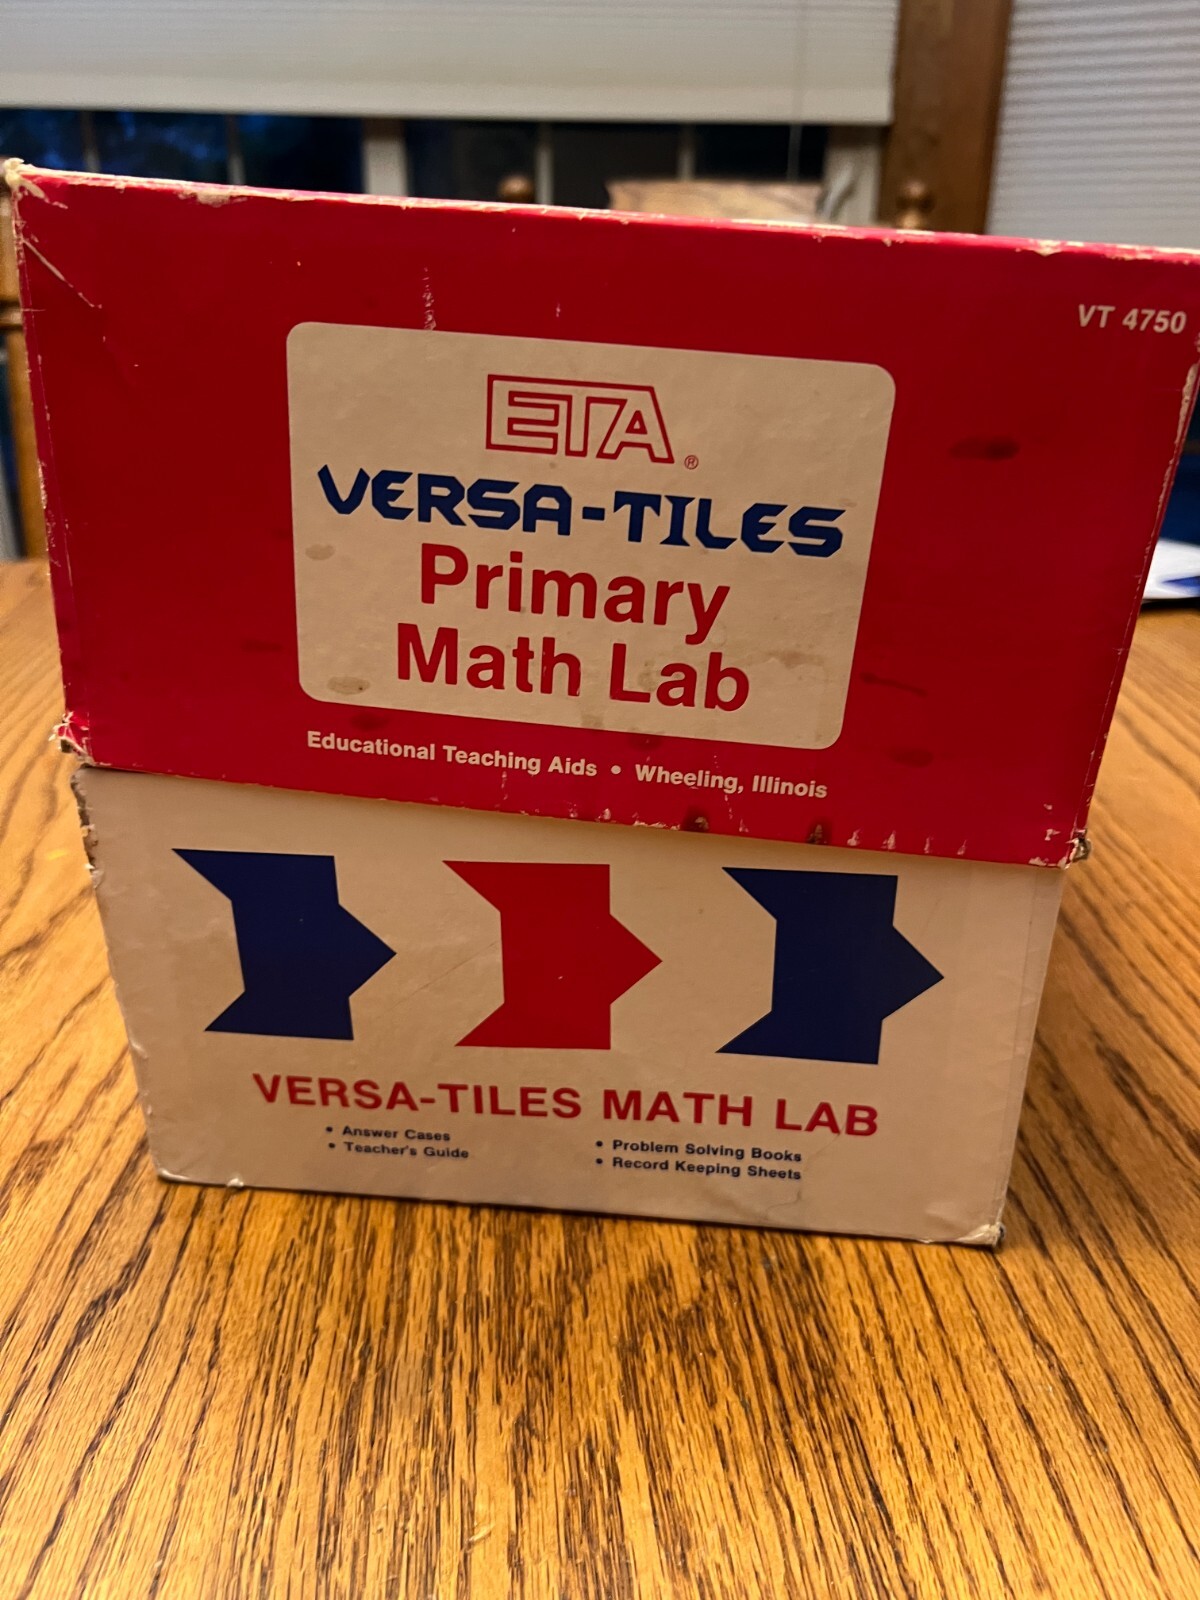 VT 4750
ETA®
VERSA-TILES
Primary
Math Lab
Educational Teaching Aids • Wheeling, Illinois
VERSA-TILES MATH LAB
• Answer Cases
• Teacher's Guide
• Problem Solving Books
• Record Keeping Sheets